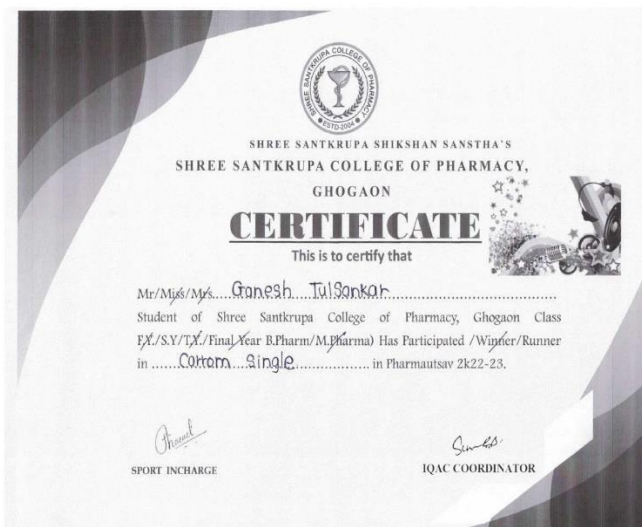 SHREE SANTKRUPA COLLEGE OF PHARMACY
ESTD-2004
SHREE SANTKRUPA SHIKSHAN SANSTHA'S
SHREE SANTKRUPA COLLEGE OF PHARMACY,
GHOGAON
CERTIFICATE
This is to certify that
Mr/Miss/Mrs.....Ganesh Tulsankar
Student of Shree Santkrupa College of Pharmacy, Ghogaon Class
F.Y./S.Y/T.Y./Final Year B.Pharm/M.Pharma) Has Participated /Winner/Runner
in ........Carrom Single.................. in Pharmautsav 2k22-23.
SPORT INCHARGE
IQAC COORDINATOR